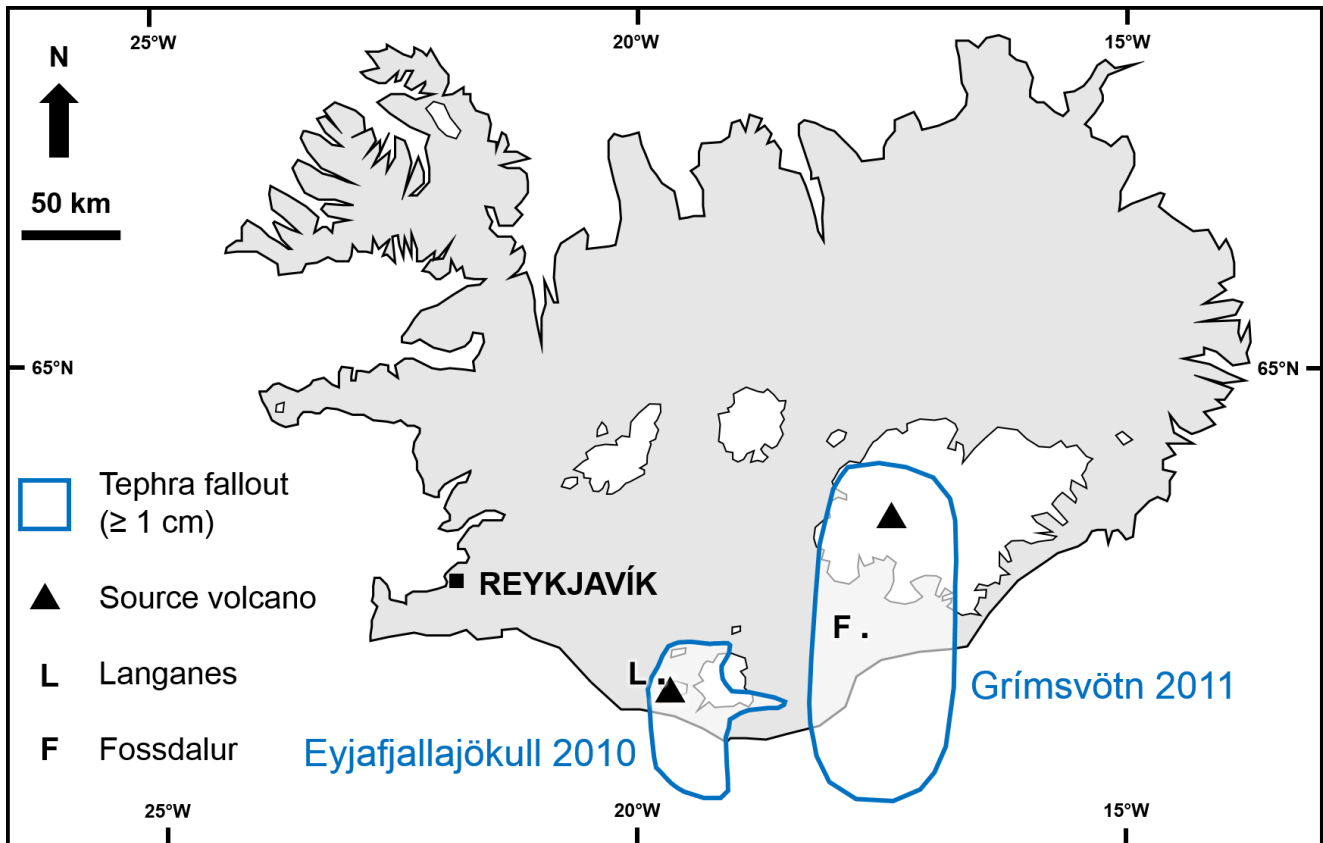 25°W
20°W
15°W
N
50 km
65°N
65°N
Tephra fallout
(≥ 1 cm)
Source volcano
L Langanes
F Fossdalur
REYKJAVÍK
F .
L .
Grímsvötn 2011
Eyjafjallajökull 2010
25°W
20°W
15°W